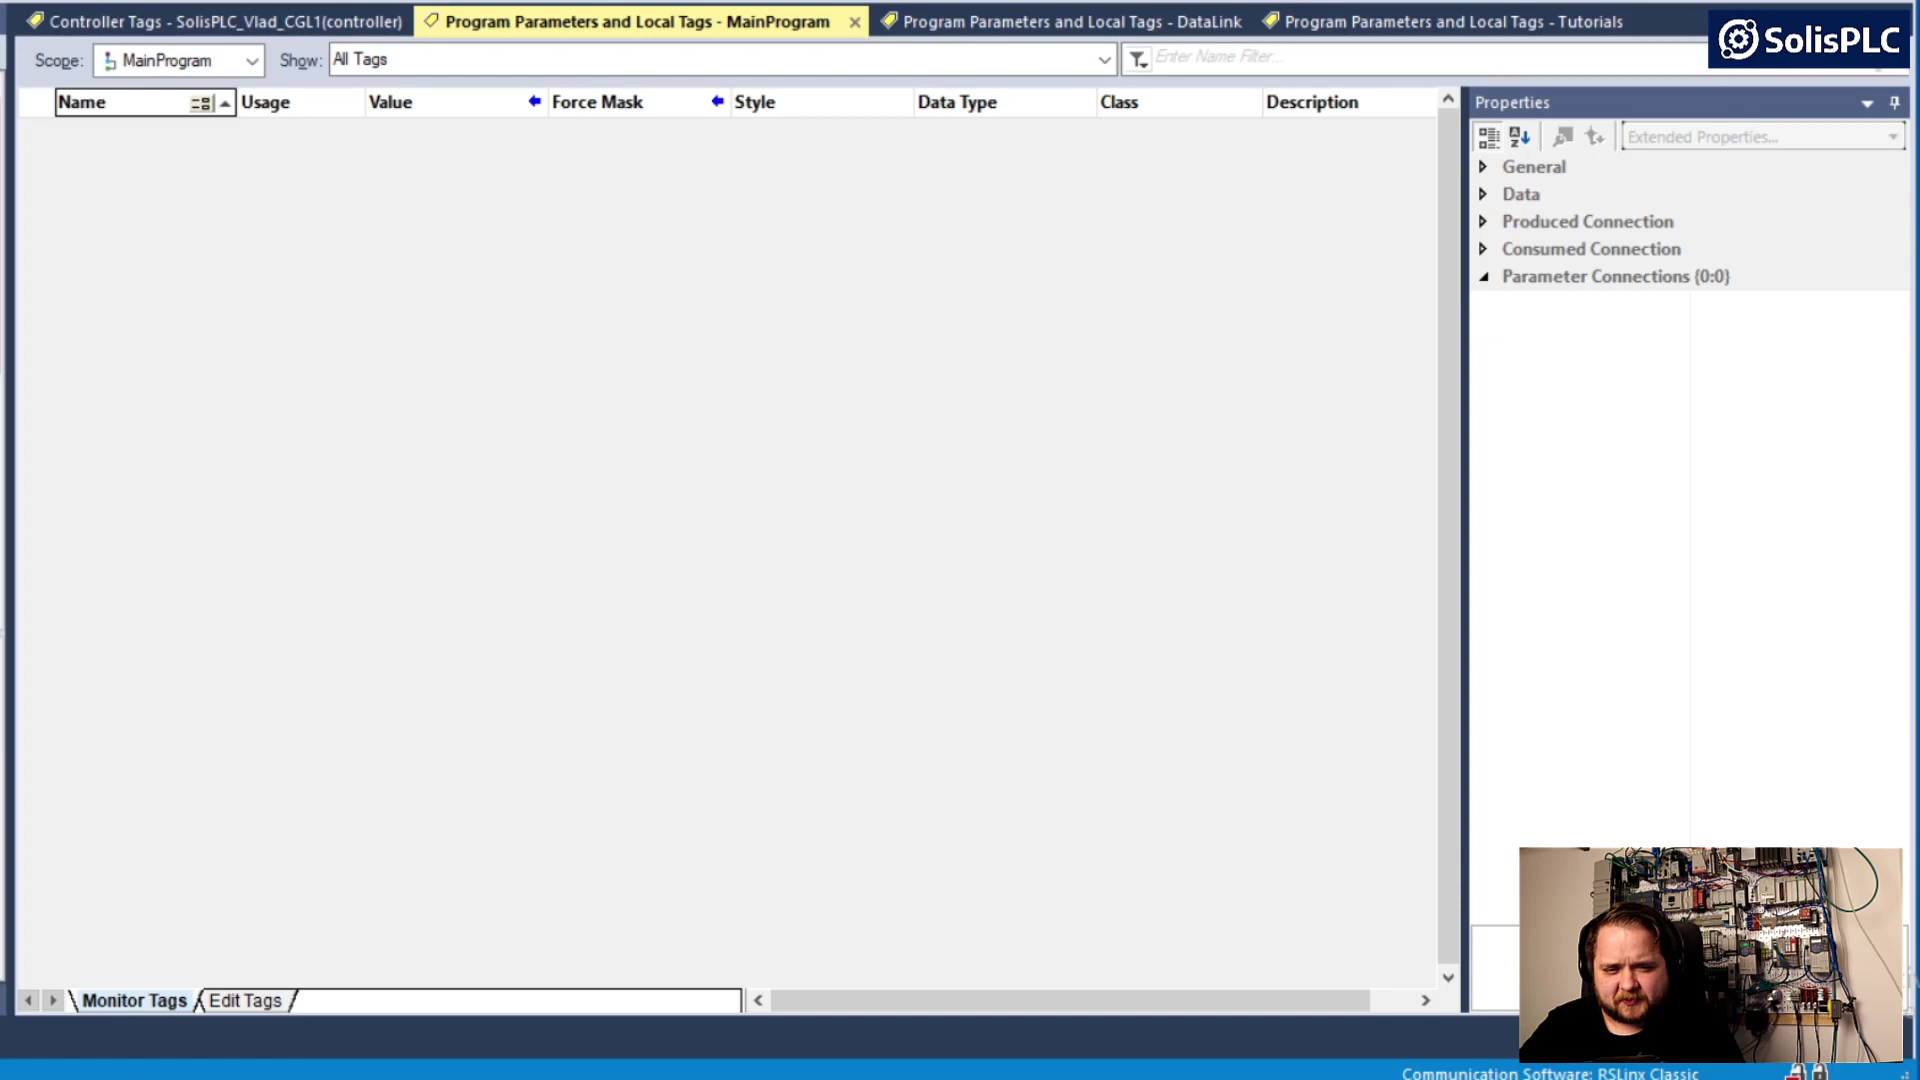 Controller Tags - SolisPLC_Vlad_CGL1(controller) Program Parameters and Local Tags - MainProgram Program Parameters and Local Tags - DataLink Program Parameters and Local Tags - Tutorials
SolisPLC
Scope: MainProgram Show: All Tags Enter Name Filter...
Name Usage Value Force Mask Style Data Type Class Description
Properties
Extended Properties...
General
Data
Produced Connection
Consumed Connection
Parameter Connections {0:0}
Monitor Tags Edit Tags
Communication Software: RSLinx Classic